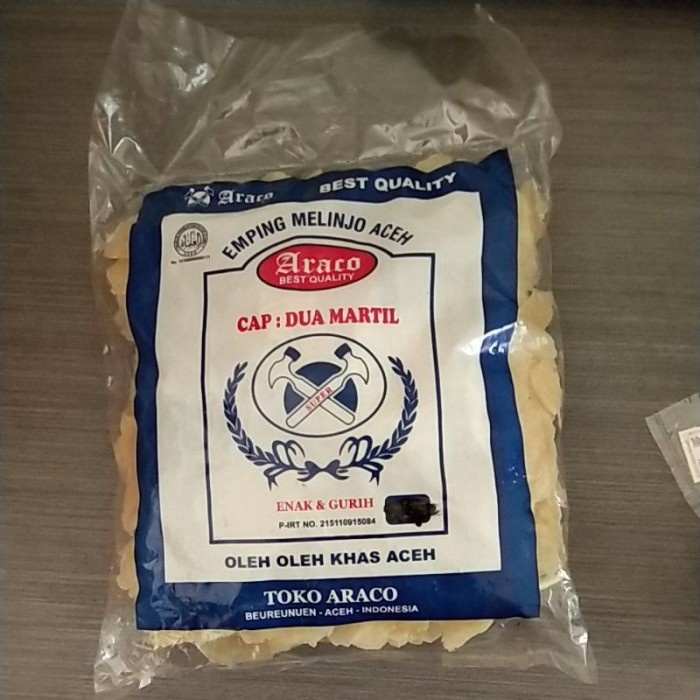 Araco BEST QUALITY
EMPING MELINJO ACEH
Araco
BEST QUALITY
CAP : DUA MARTIL
SUPER
ENAK & GURIH
P-IRT NO. 215110915084
OLEH OLEH KHAS ACEH
TOKO ARACO
BEUREUNUEN - ACEH - INDONESIA